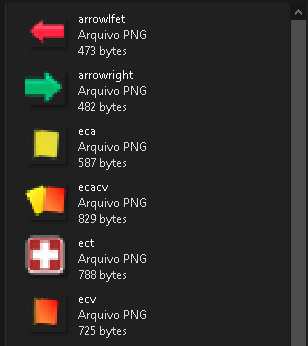 arrowlfet
Arquivo PNG
473 bytes
arrowright
Arquivo PNG
482 bytes
eca
Arquivo PNG
587 bytes
ecacv
Arquivo PNG
829 bytes
ect
Arquivo PNG
788 bytes
ecv
Arquivo PNG
725 bytes